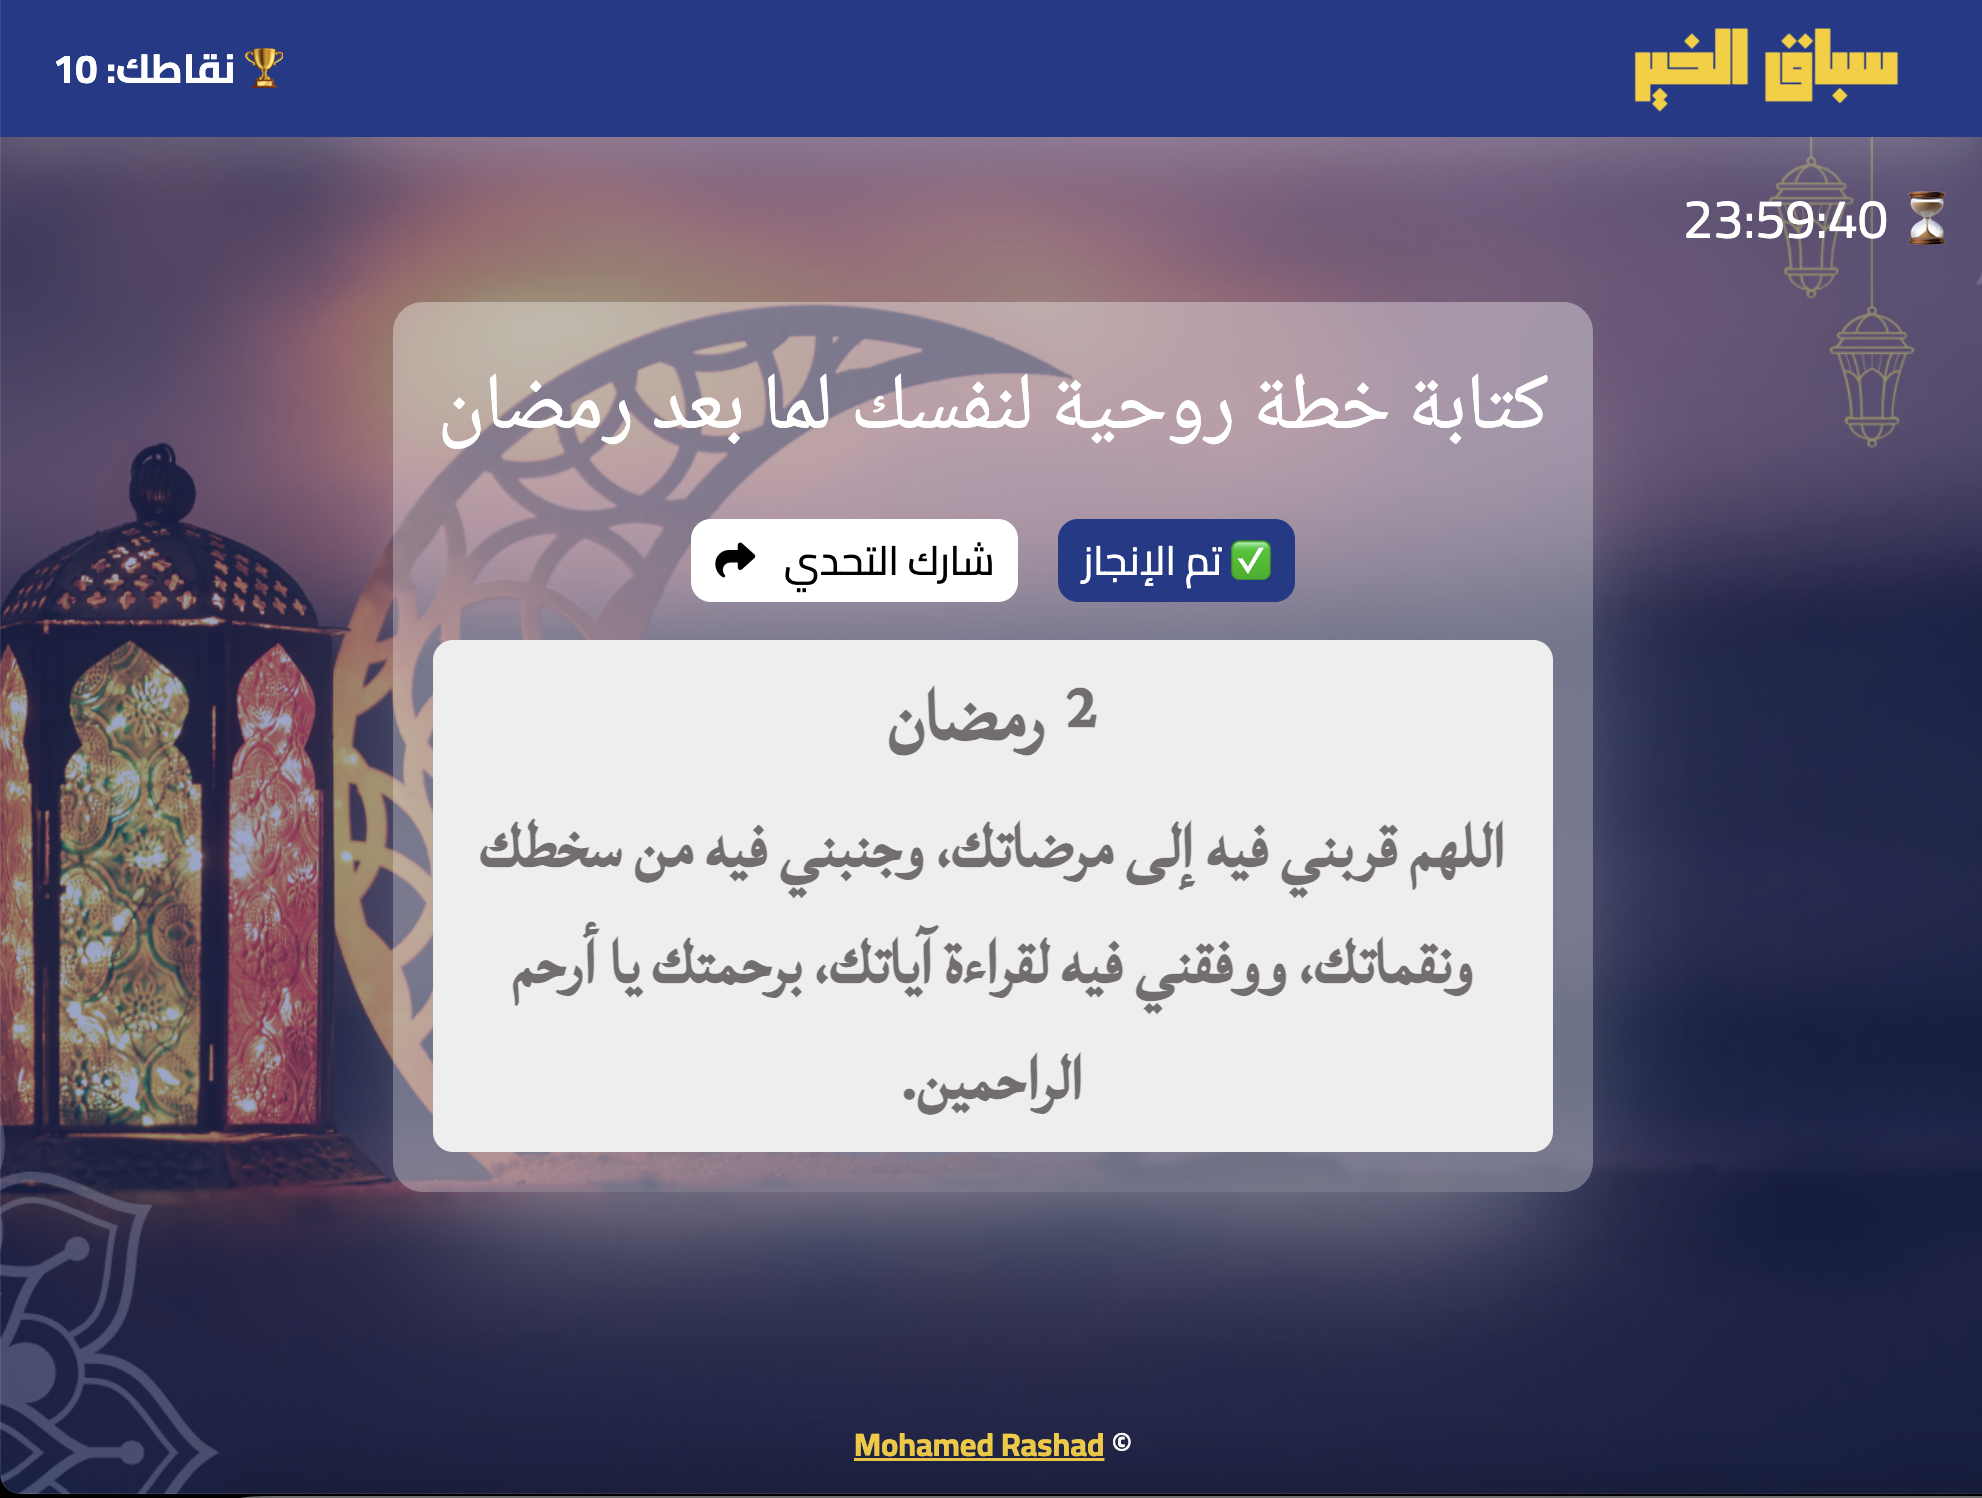 سباق الخير
🏆 نقاطك: 10
⏳ 23:59:40
كتابة خطة روحية لنفسك لما بعد رمضان
✅ تم الإنجاز
شارك التحدي
2 رمضان
اللهم قربني فيه إلى مرضاتك، وجنبني فيه من سخطك
ونقماتك، ووفقني فيه لقراءة آياتك، برحمتك يا أرحم
الراحمين.
© Mohamed Rashad